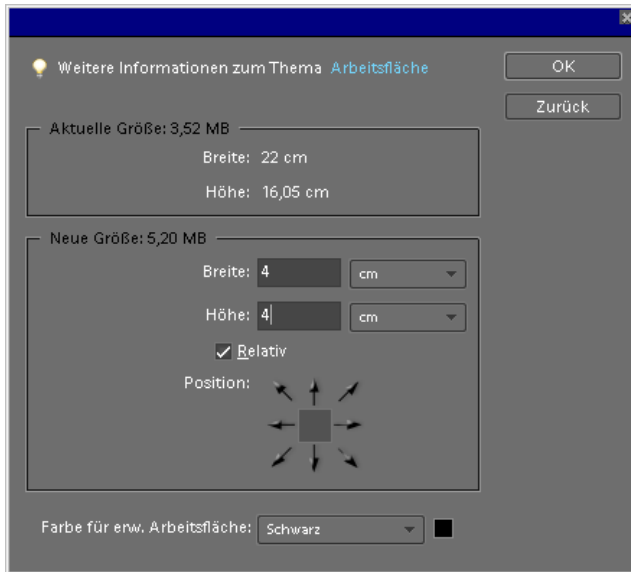 Weitere Informationen zum Thema Arbeitsfläche
OK
Zurück
Aktuelle Größe: 3,52 MB
Breite: 22 cm
Höhe: 16,05 cm
Neue Größe: 5,20 MB
Breite: 4 cm
Höhe: 4 cm
Relativ
Position:
Farbe für erw. Arbeitsfläche: Schwarz